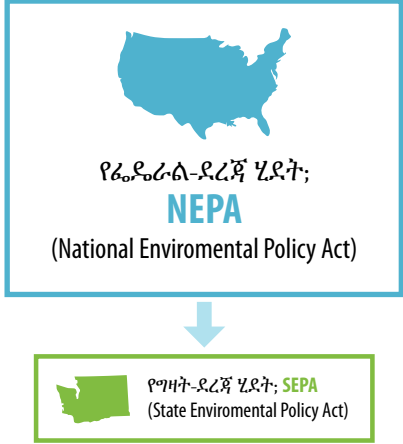 የፌዴራል-ደረጃ ሂደት;
NEPA
(National Enviromental Policy Act)
የግዛት-ደረጃ ሂደት; SEPA
(State Enviromental Policy Act)